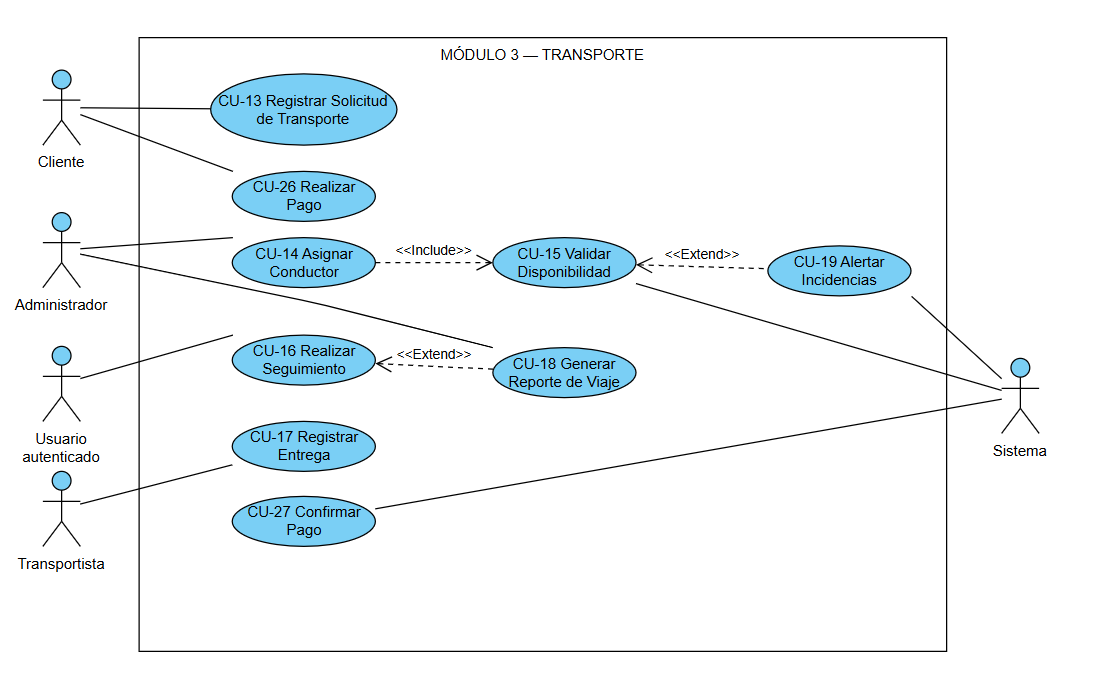 MÓDULO 3 — TRANSPORTE
CU-13 Registrar Solicitud
de Transporte
Cliente
CU-26 Realizar
Pago
Administrador
CU-14 Asignar
Conductor
<<Include>>
CU-15 Validar
Disponibilidad
<<Extend>>
CU-19 Alertar
Incidencias
Usuario
autenticado
CU-16 Realizar
Seguimiento
<<Extend>>
CU-18 Generar
Reporte de Viaje
Sistema
CU-17 Registrar
Entrega
Transportista
CU-27 Confirmar
Pago